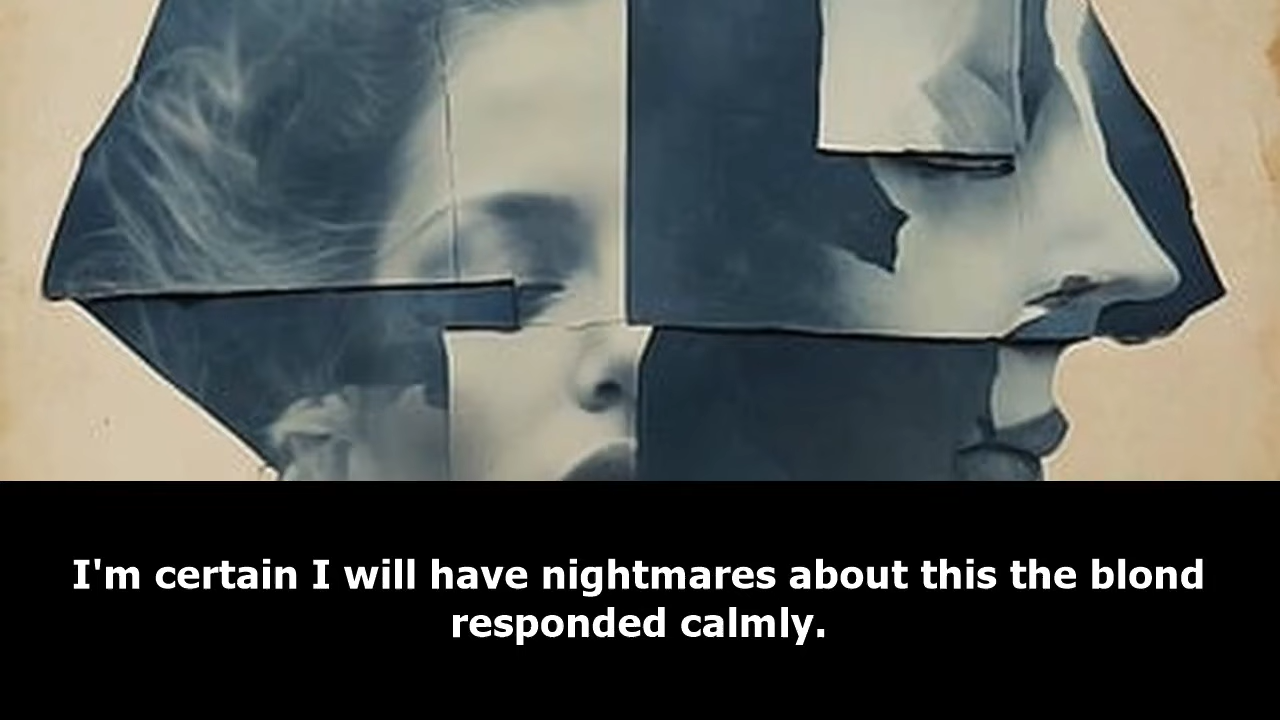 I'm certain I will have nightmares about this the blond
responded calmly.